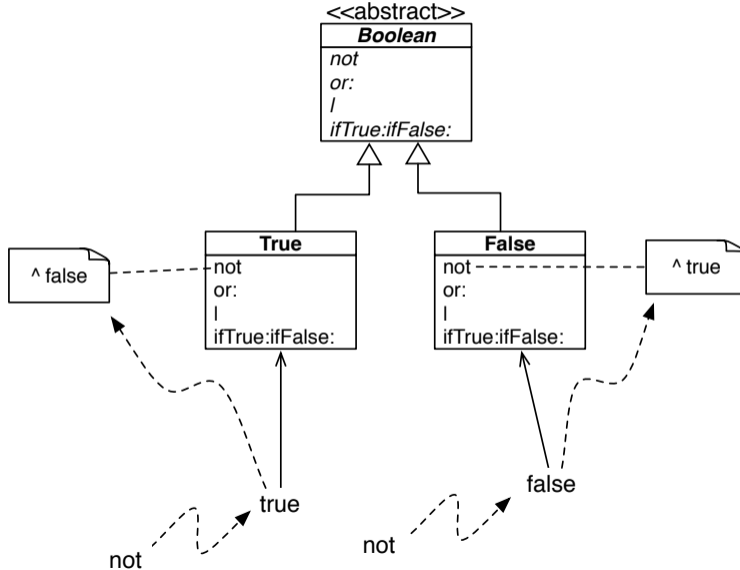 <<abstract>>
Boolean
not
or:
|
ifTrue:ifFalse:
True
not
or:
|
ifTrue:ifFalse:
False
not
or:
|
ifTrue:ifFalse:
^ false
^ true
true
false
not
not